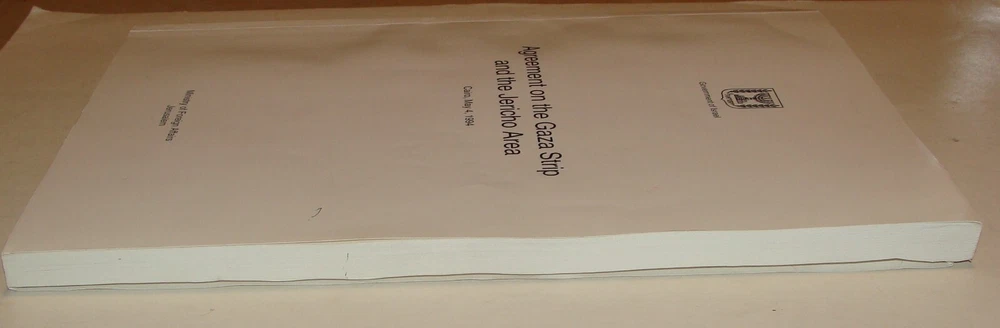 Government of Israel
Agreement on the Gaza Strip
and the Jericho Area
Cairo, May 4, 1994
Ministry of Foreign Affairs
Jerusalem